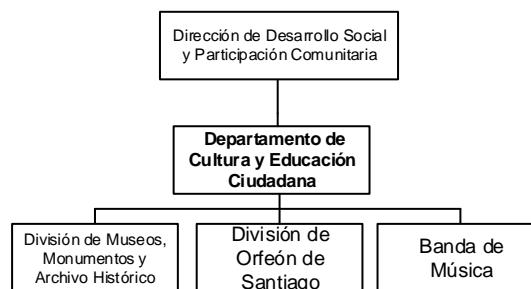 Dirección de Desarrollo Social
y Participación Comunitaria
Departamento de
Cultura y Educación
Ciudadana
División de Museos,
Monumentos y
Archivo Histórico
División de
Orfeón de
Santiago
Banda de
Música